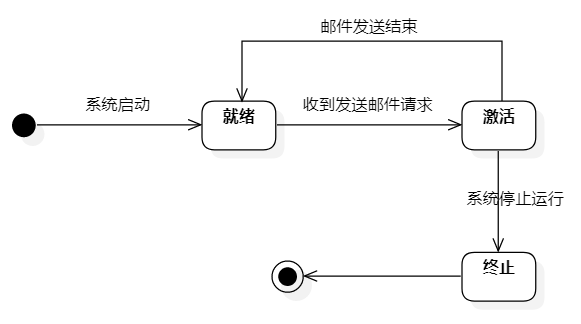 邮件发送结束
系统启动
收到发送邮件请求
就绪
激活
系统停止运行
终止